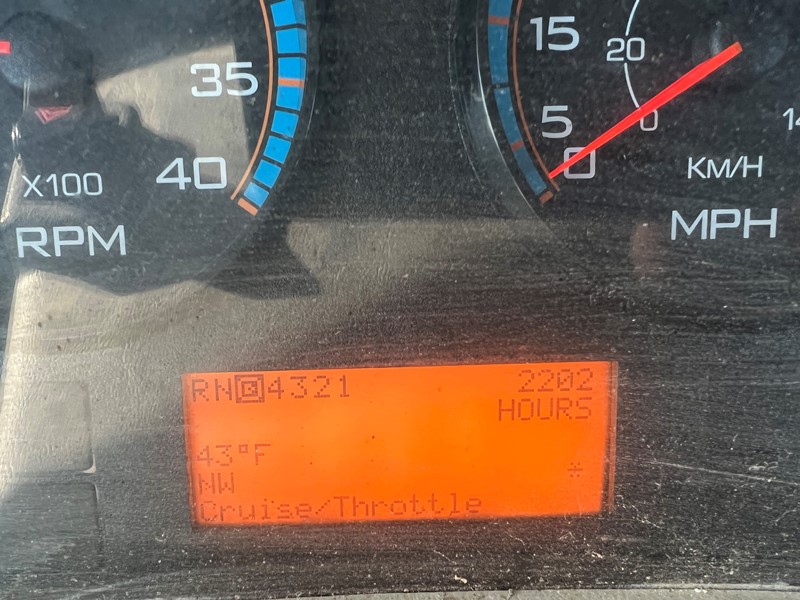 35
40
X100
RPM
15
5
0
20
0
14
KM/H
MPH
RN 4321
2202
HOURS
43°F
NW
*
Cruise/Throttle